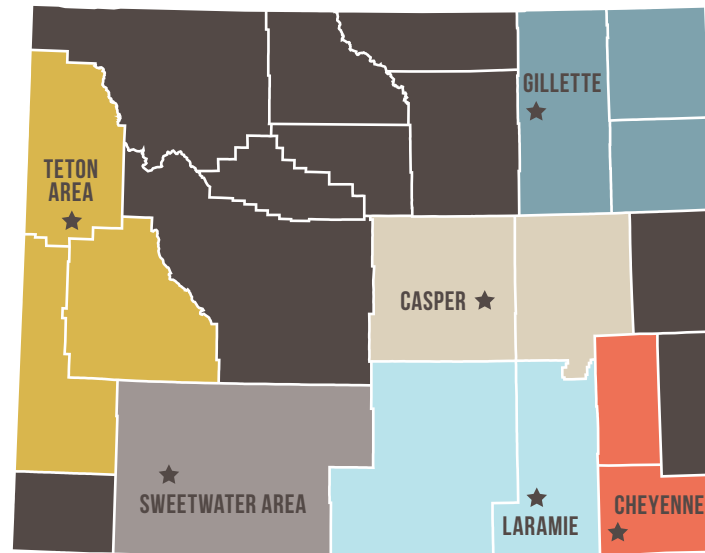 GILLETTE
TETON
AREA
CASPER
SWEETWATER AREA
LARAMIE
CHEYENNE